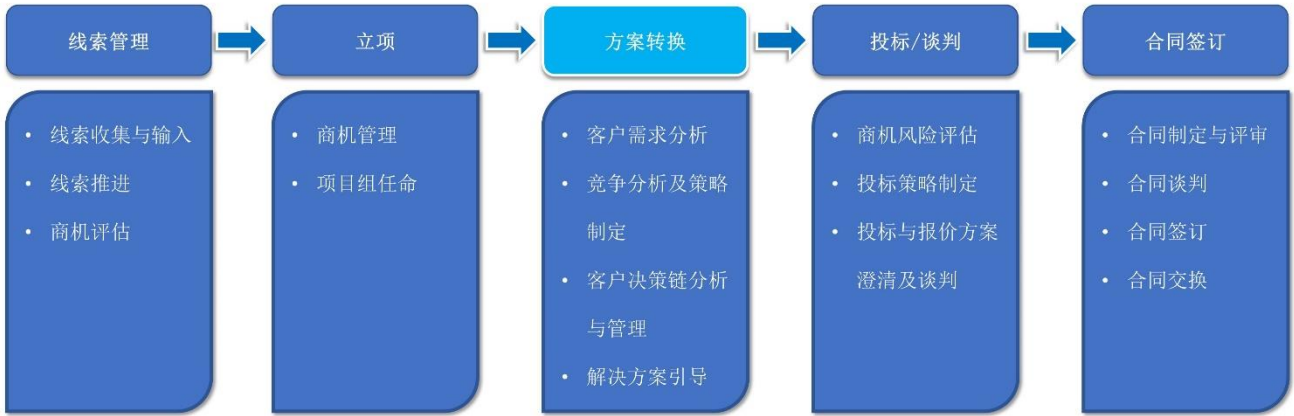 线索管理
立项
方案转换
投标/谈判
合同签订
• 线索收集与输入
• 线索推进
• 商机评估
• 商机管理
• 项目组任命
• 客户需求分析
• 竞争分析及策略
制定
• 客户决策链分析
与管理
• 解决方案引导
• 商机风险评估
• 投标策略制定
• 投标与报价方案
澄清及谈判
• 合同制定与评审
• 合同谈判
• 合同签订
• 合同交换